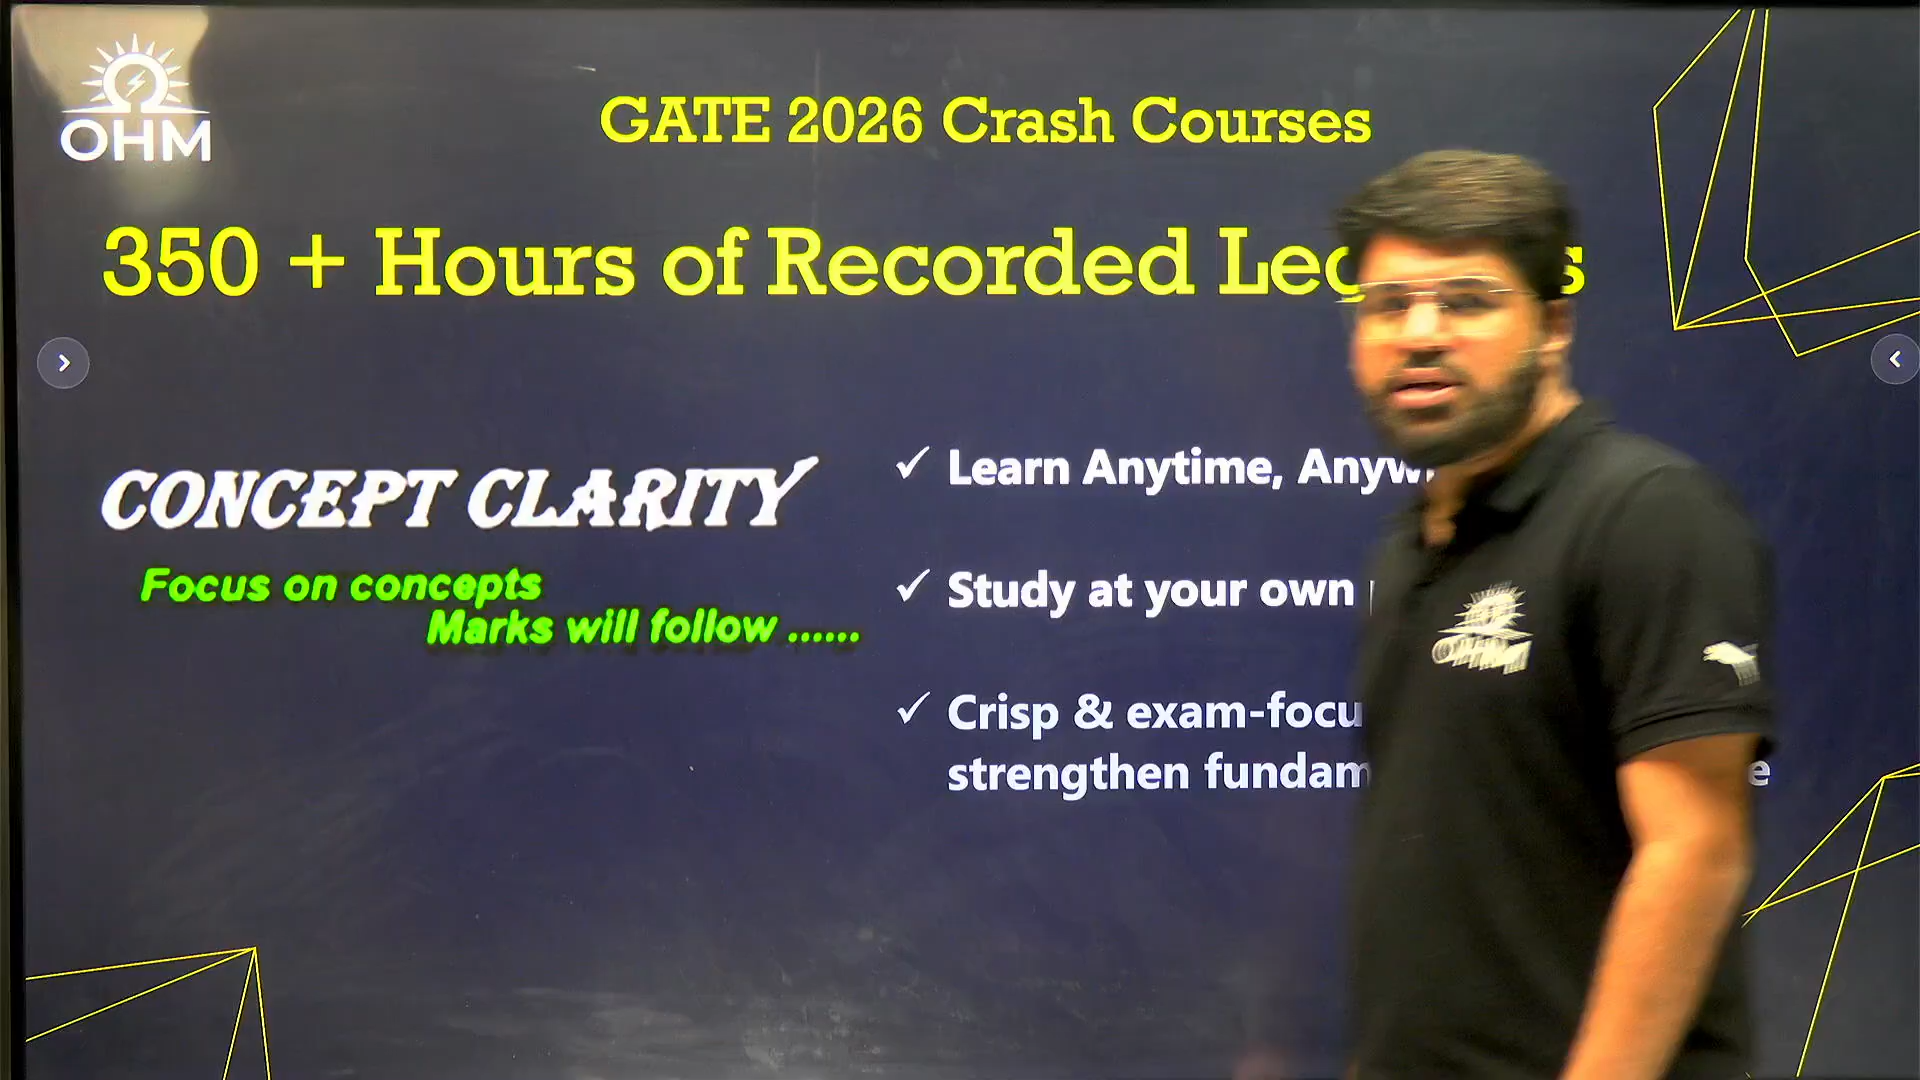 OHM
GATE 2026 Crash Courses
350 + Hours of Recorded
CONCEPT CLARITY
Focus on concepts
Marks will follow ......
✓ Learn Anytime,
✓ Study at your own
✓ Crisp &
strengthen
OHM